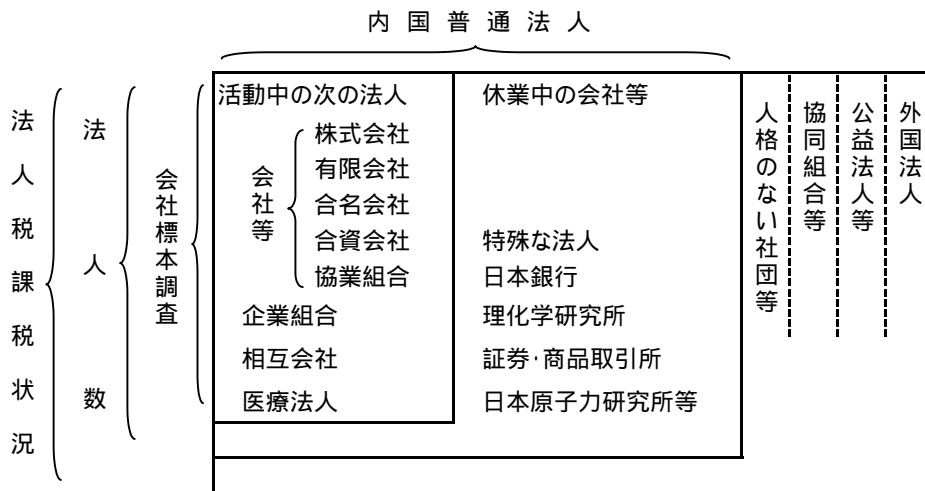 内国普通法人
法人税課税状況
法人数
会社標本調査
活動中の次の法人
会社等
株式会社
有限会社
合名会社
合資会社
協業組合
企業組合
相互会社
医療法人
休業中の会社等
特殊な法人
日本銀行
理化学研究所
証券･商品取引所
日本原子力研究所等
人格のない社団等
協同組合等
公益法人等
外国法人